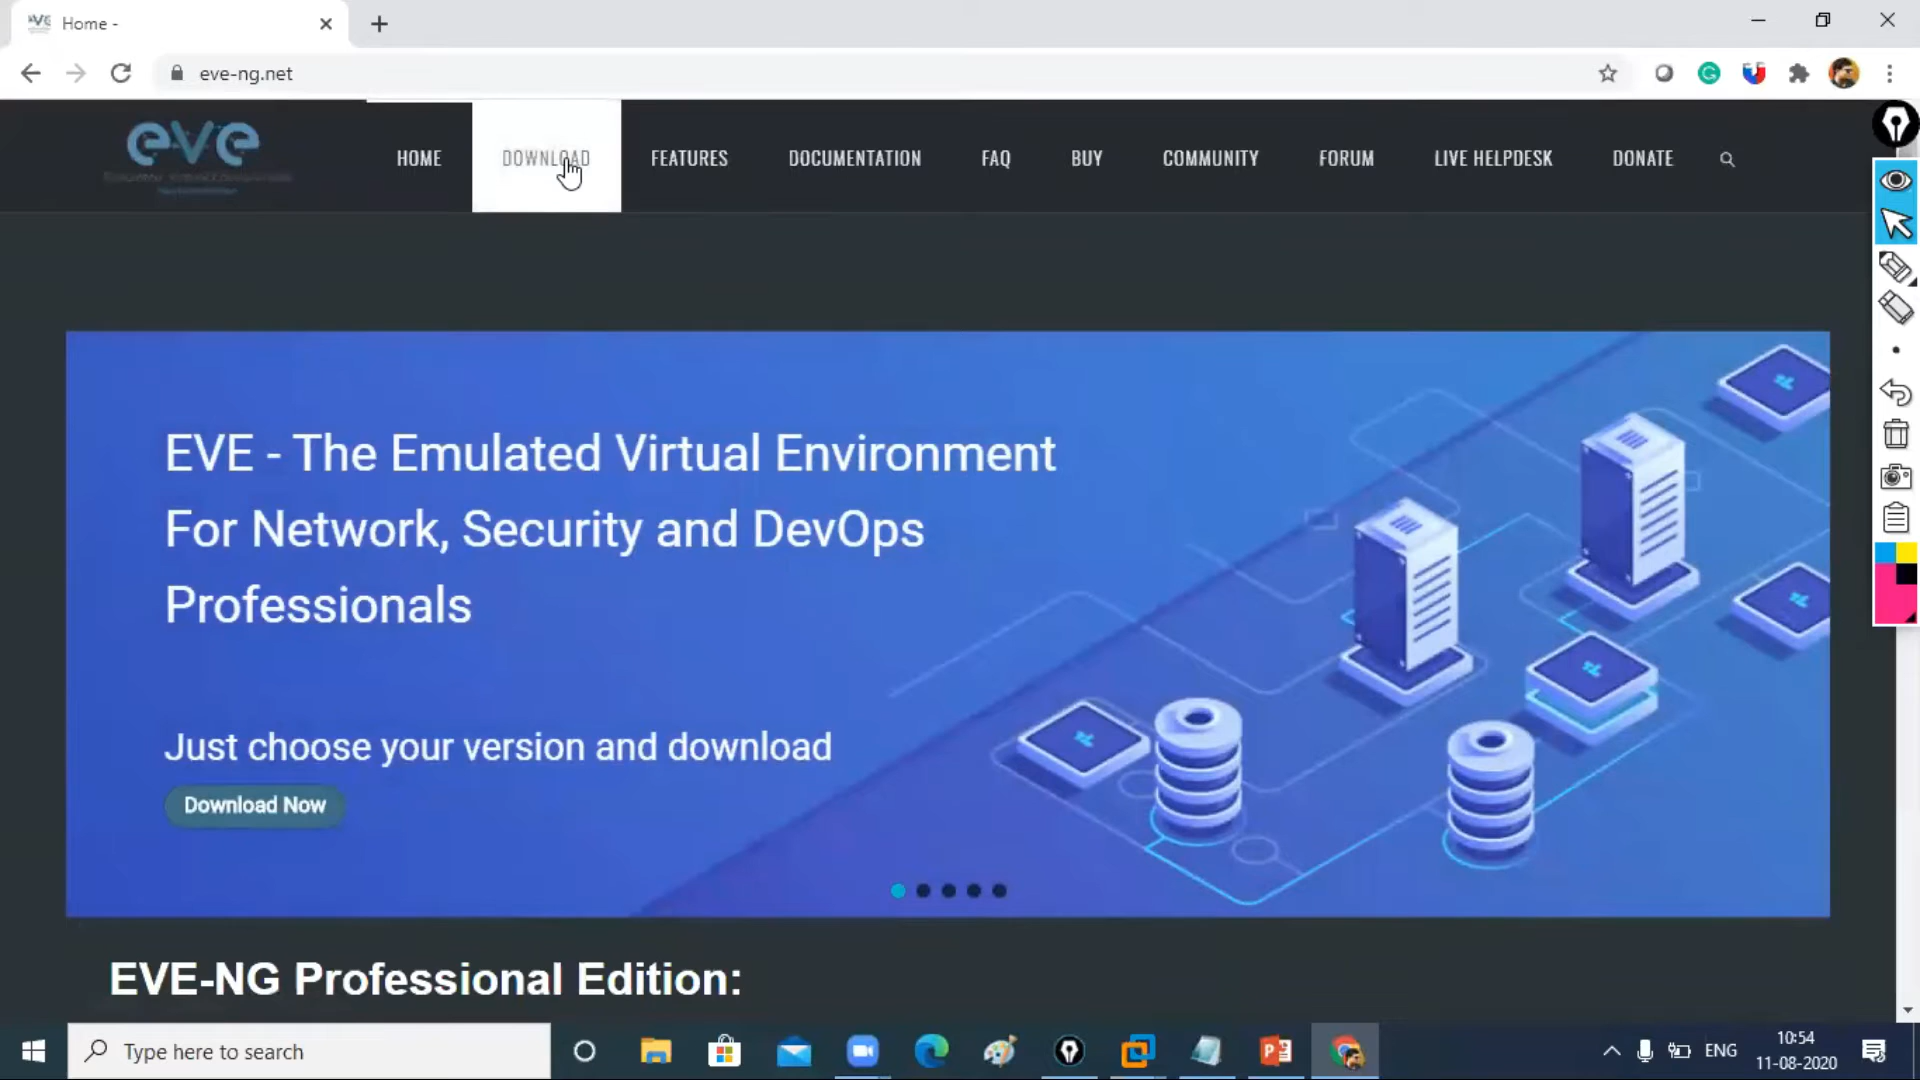 Home -
eve-ng.net
eve
HOME
DOWNLOAD
FEATURES
DOCUMENTATION
FAQ
BUY
COMMUNITY
FORUM
LIVE HELPDESK
DONATE
EVE - The Emulated Virtual Environment
For Network, Security and DevOps
Professionals
Just choose your version and download
Download Now
EVE-NG Professional Edition:
Type here to search
ENG
10:54
11-08-2020